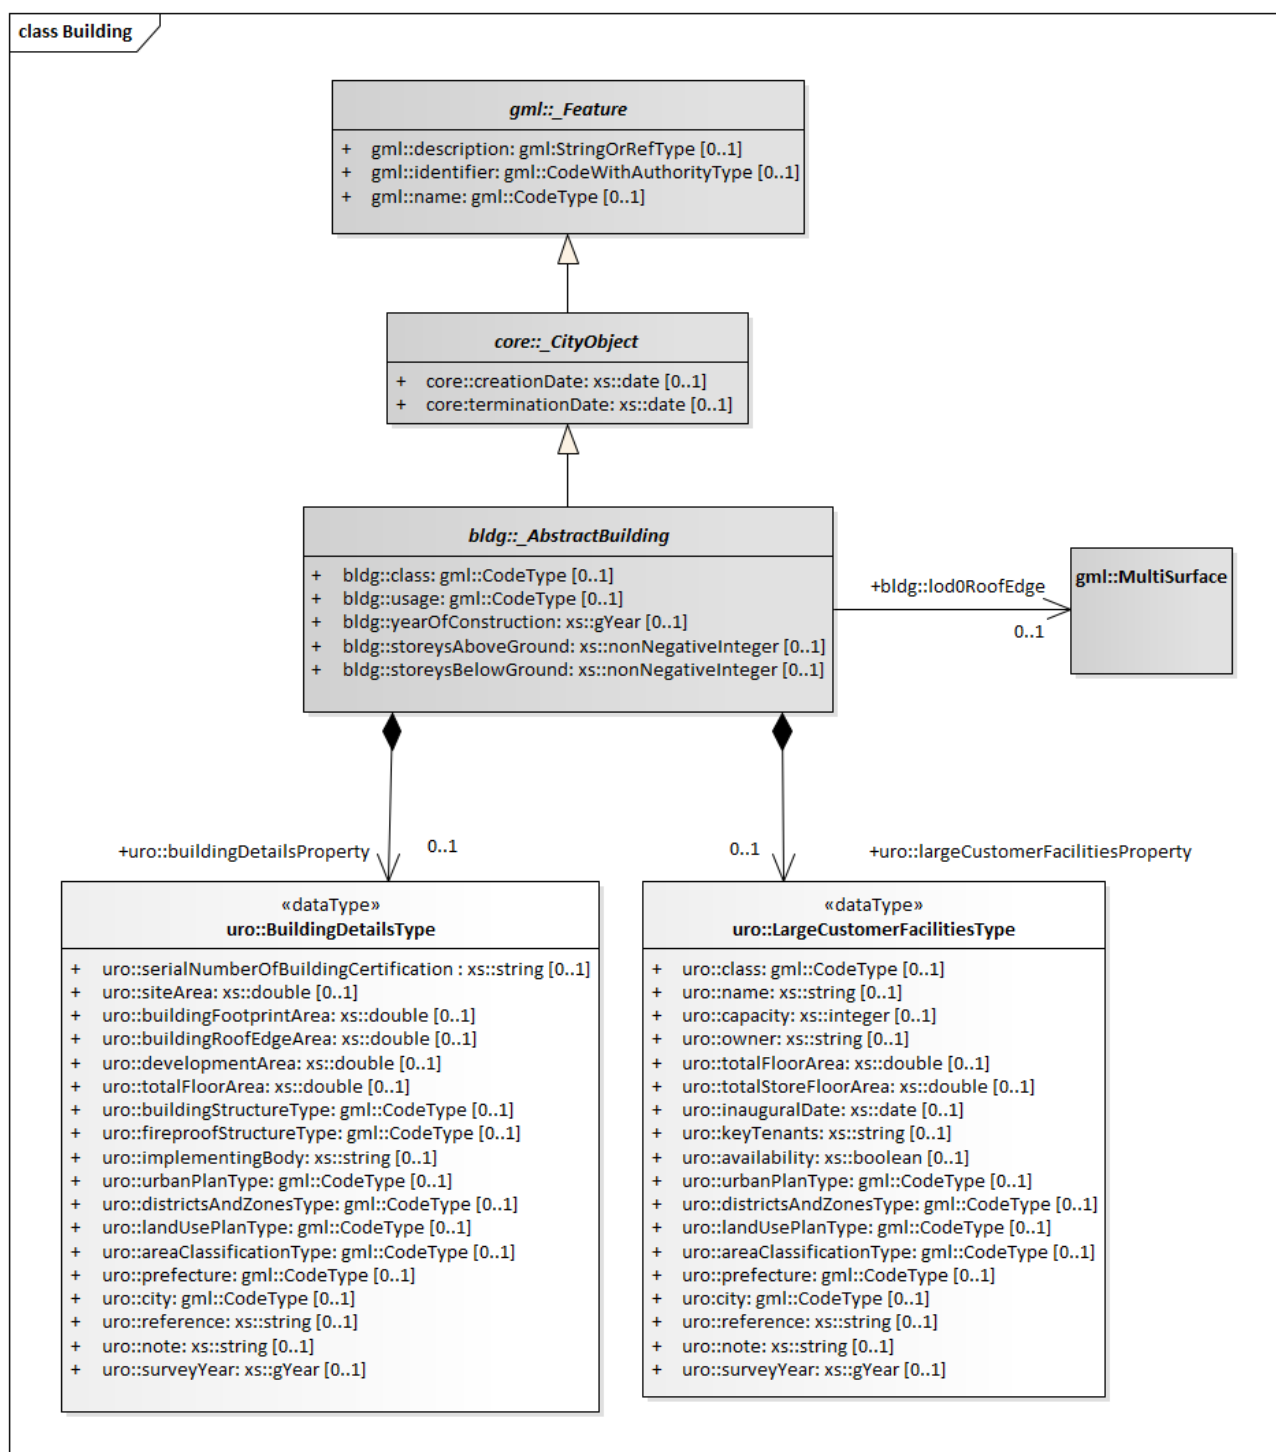 class Building
gml::_Feature
+ gml::description: gml:StringOrRefType [0..1]
+ gml::identifier: gml::CodeWithAuthorityType [0..1]
+ gml::name: gml::CodeType [0..1]
core::_CityObject
+ core::creationDate: xs::date [0..1]
+ core:terminationDate: xs::date [0..1]
bldg::_AbstractBuilding
+ bldg::class: gml::CodeType [0..1]
+ bldg::usage: gml::CodeType [0..1]
+ bldg::yearOfConstruction: xs::gYear [0..1]
+ bldg::storeysAboveGround: xs::nonNegativeInteger [0..1]
+ bldg::storeysBelowGround: xs::nonNegativeInteger [0..1]
+bldg::lod0RoofEdge
0..1
gml::MultiSurface
+uro::buildingDetailsProperty
0..1
0..1
+uro::largeCustomerFacilitiesProperty
«dataType»
uro::BuildingDetailsType
+ uro::serialNumberOfBuildingCertification : xs::string [0..1]
+ uro::siteArea: xs::double [0..1]
+ uro::buildingFootprintArea: xs::double [0..1]
+ uro::buildingRoofEdgeArea: xs::double [0..1]
+ uro::developmentArea: xs::double [0..1]
+ uro::totalFloorArea: xs::double [0..1]
+ uro::buildingStructureType: gml::CodeType [0..1]
+ uro::fireproofStructureType: gml::CodeType [0..1]
+ uro::implementingBody: xs::string [0..1]
+ uro::urbanPlanType: gml::CodeType [0..1]
+ uro::districtsAndZonesType: gml::CodeType [0..1]
+ uro::landUsePlanType: gml::CodeType [0..1]
+ uro::areaClassificationType: gml::CodeType [0..1]
+ uro::prefecture: gml::CodeType [0..1]
+ uro::city: gml::CodeType [0..1]
+ uro::reference: xs::string [0..1]
+ uro::note: xs::string [0..1]
+ uro::surveyYear: xs::gYear [0..1]
«dataType»
uro::LargeCustomerFacilitiesType
+ uro::class: gml::CodeType [0..1]
+ uro::name: xs::string [0..1]
+ uro::capacity: xs::integer [0..1]
+ uro::owner: xs::string [0..1]
+ uro::totalFloorArea: xs::double [0..1]
+ uro::totalStoreFloorArea: xs::double [0..1]
+ uro::inauguralDate: xs::date [0..1]
+ uro::keyTenants: xs::string [0..1]
+ uro::availability: xs::boolean [0..1]
+ uro::urbanPlanType: gml::CodeType [0..1]
+ uro::districtsAndZonesType: gml::CodeType [0..1]
+ uro::landUsePlanType: gml::CodeType [0..1]
+ uro::areaClassificationType: gml::CodeType [0..1]
+ uro::prefecture: gml::CodeType [0..1]
+ uro:city: gml::CodeType [0..1]
+ uro::reference: xs::string [0..1]
+ uro::note: xs::string [0..1]
+ uro::surveyYear: xs::gYear [0..1]